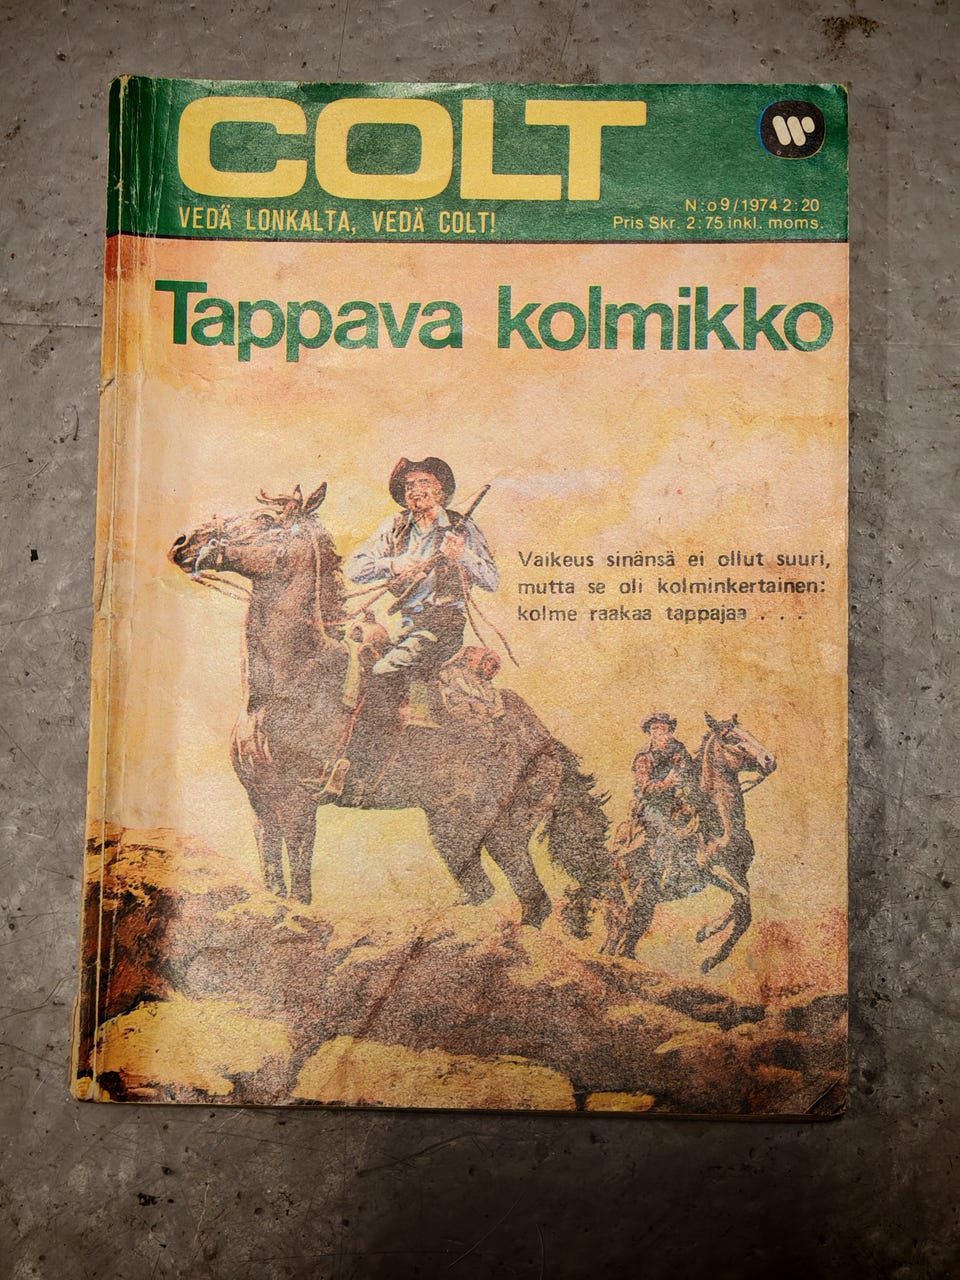 COLT
VEDÄ LONKALTA, VEDÄ COLT!
N:o 9/1974 2:20
Pris Skr. 2:75 inkl. moms.
Tappava kolmikko
Vaikeus sinänsä ei ollut suuri,
mutta se oli kolminkertainen:
kolme raakaa tappajaa . . .